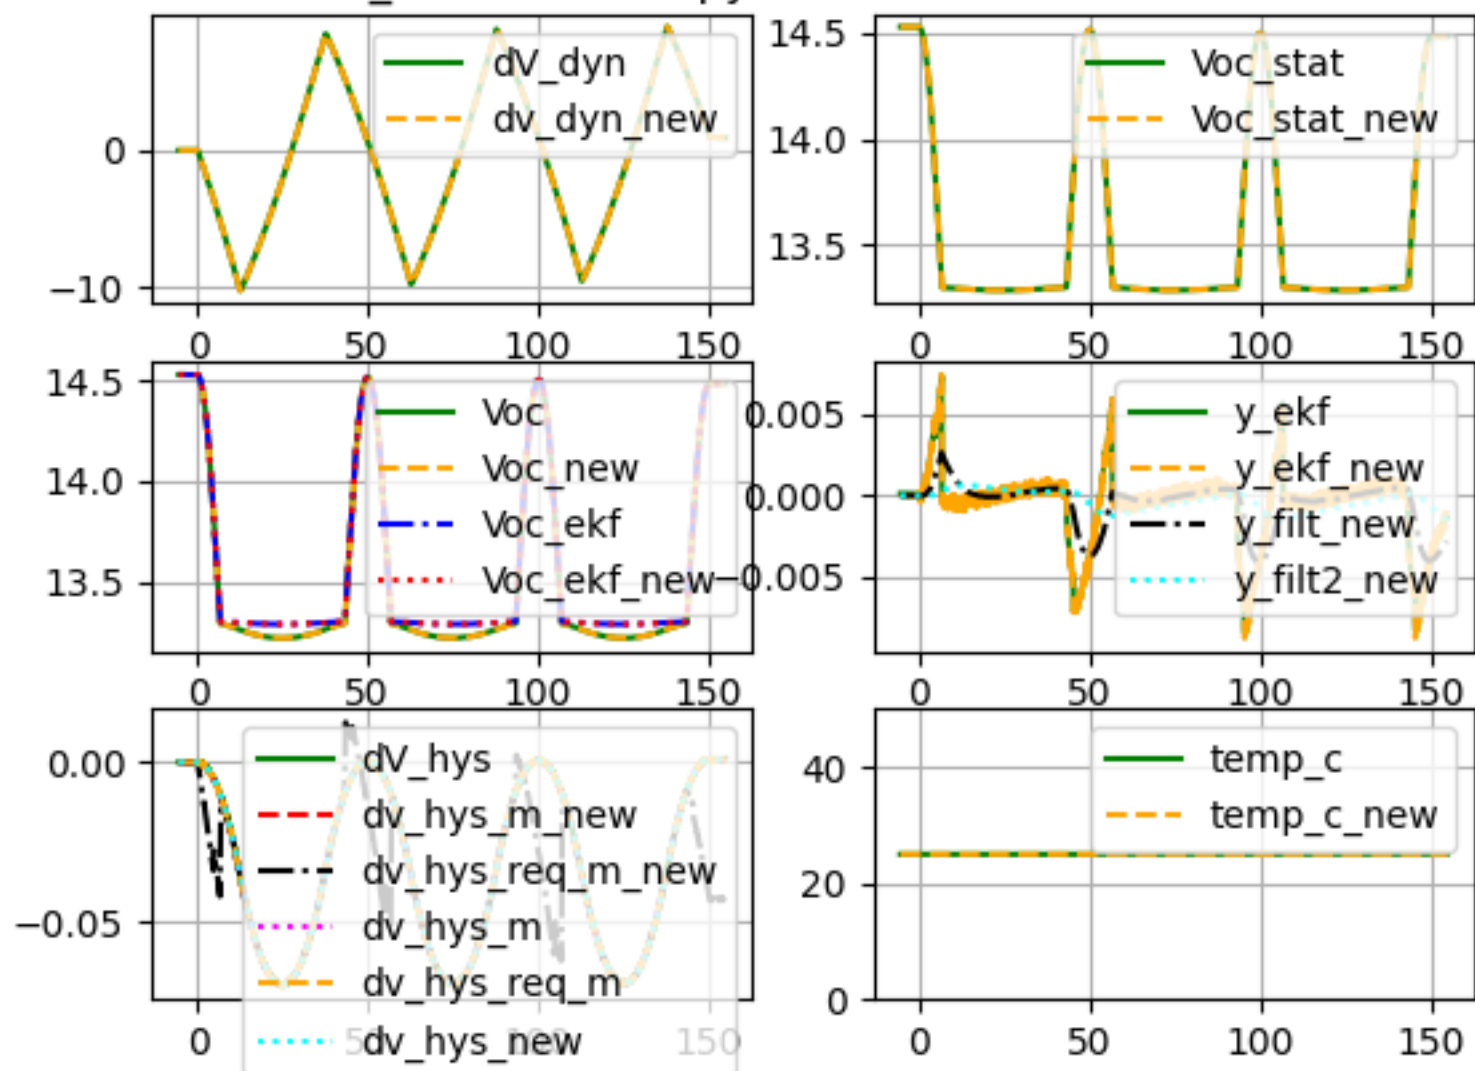 dV_dyn
dv_dyn_new
0
−10
0 50 100 150
Voc_stat
Voc_stat_new
14.5
14.0
13.5
0 50 100 150
Voc
Voc_new
Voc_ekf
Voc_ekf_new
14.5
14.0
13.5
0 50 100 150
y_ekf
y_ekf_new
y_filt_new
y_filt2_new
0.005
0.000
−0.005
0 50 100 150
dV_hys
dv_hys_m_new
dv_hys_req_m_new
dv_hys_m
dv_hys_req_m
dv_hys_new
0.00
−0.05
0 150
temp_c
temp_c_new
40
20
0
0 50 100 150